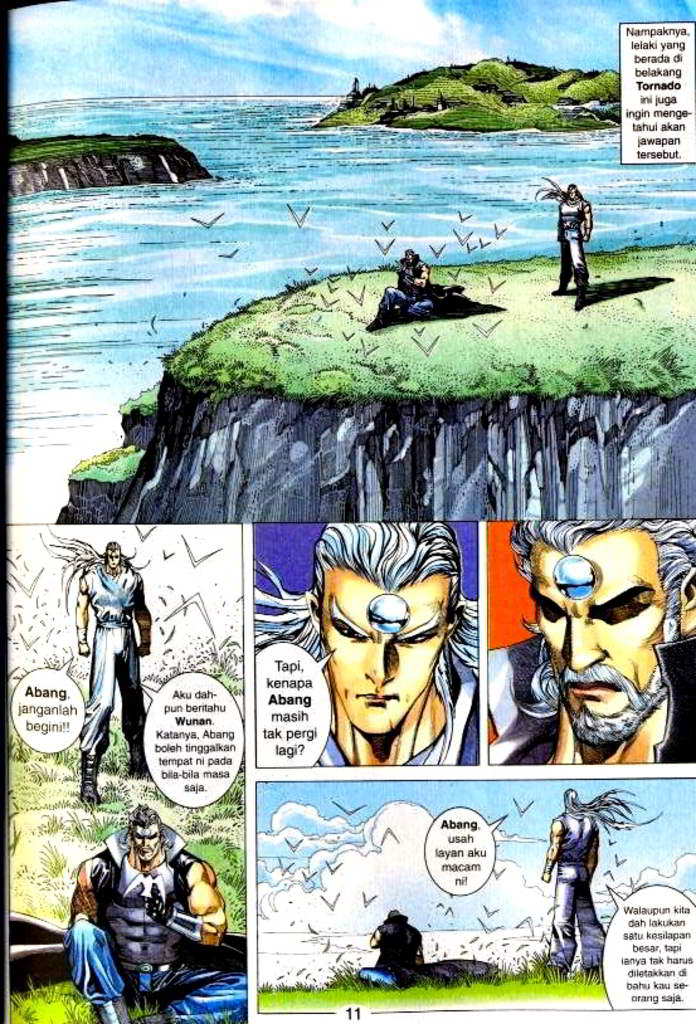 Nampaknya,
lelaki yang
berada di
belakang
Tornado
ini juga
ingin menge-
tahui akan
jawapan
tersebut.
Abang,
janganlah
begini!!
Aku dah-
pun beritahu
Wunan.
Katanya, Abang
boleh tinggalkan
tempat ni pada
bila-bila masa
saja.
Tapi,
kenapa
Abang
masih
tak pergi
lagi?
Abang,
usah
layan aku
macam
ni!
Walaupun kita
dah lakukan
satu kesilapan
besar, tapi
ianya tak harus
diletakkan di
bahu kau se-
orang saja.
11